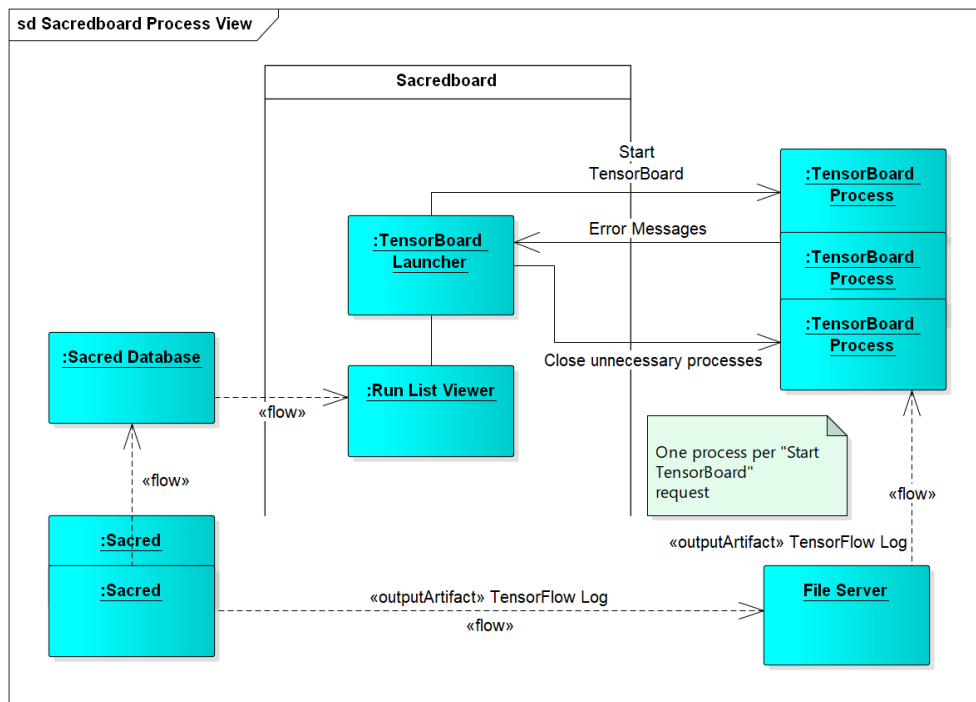 sd Sacredboard Process View
Sacredboard
Start
TensorBoard
:TensorBoard
Process
Error Messages
:TensorBoard
Launcher
:TensorBoard
Process
:TensorBoard
Process
Close unnecessary processes
:Sacred Database
:Run List Viewer
«flow»
One process per "Start
TensorBoard"
request
«flow»
«flow»
:Sacred
«outputArtifact» TensorFlow Log
:Sacred
File Server
«outputArtifact» TensorFlow Log
«flow»